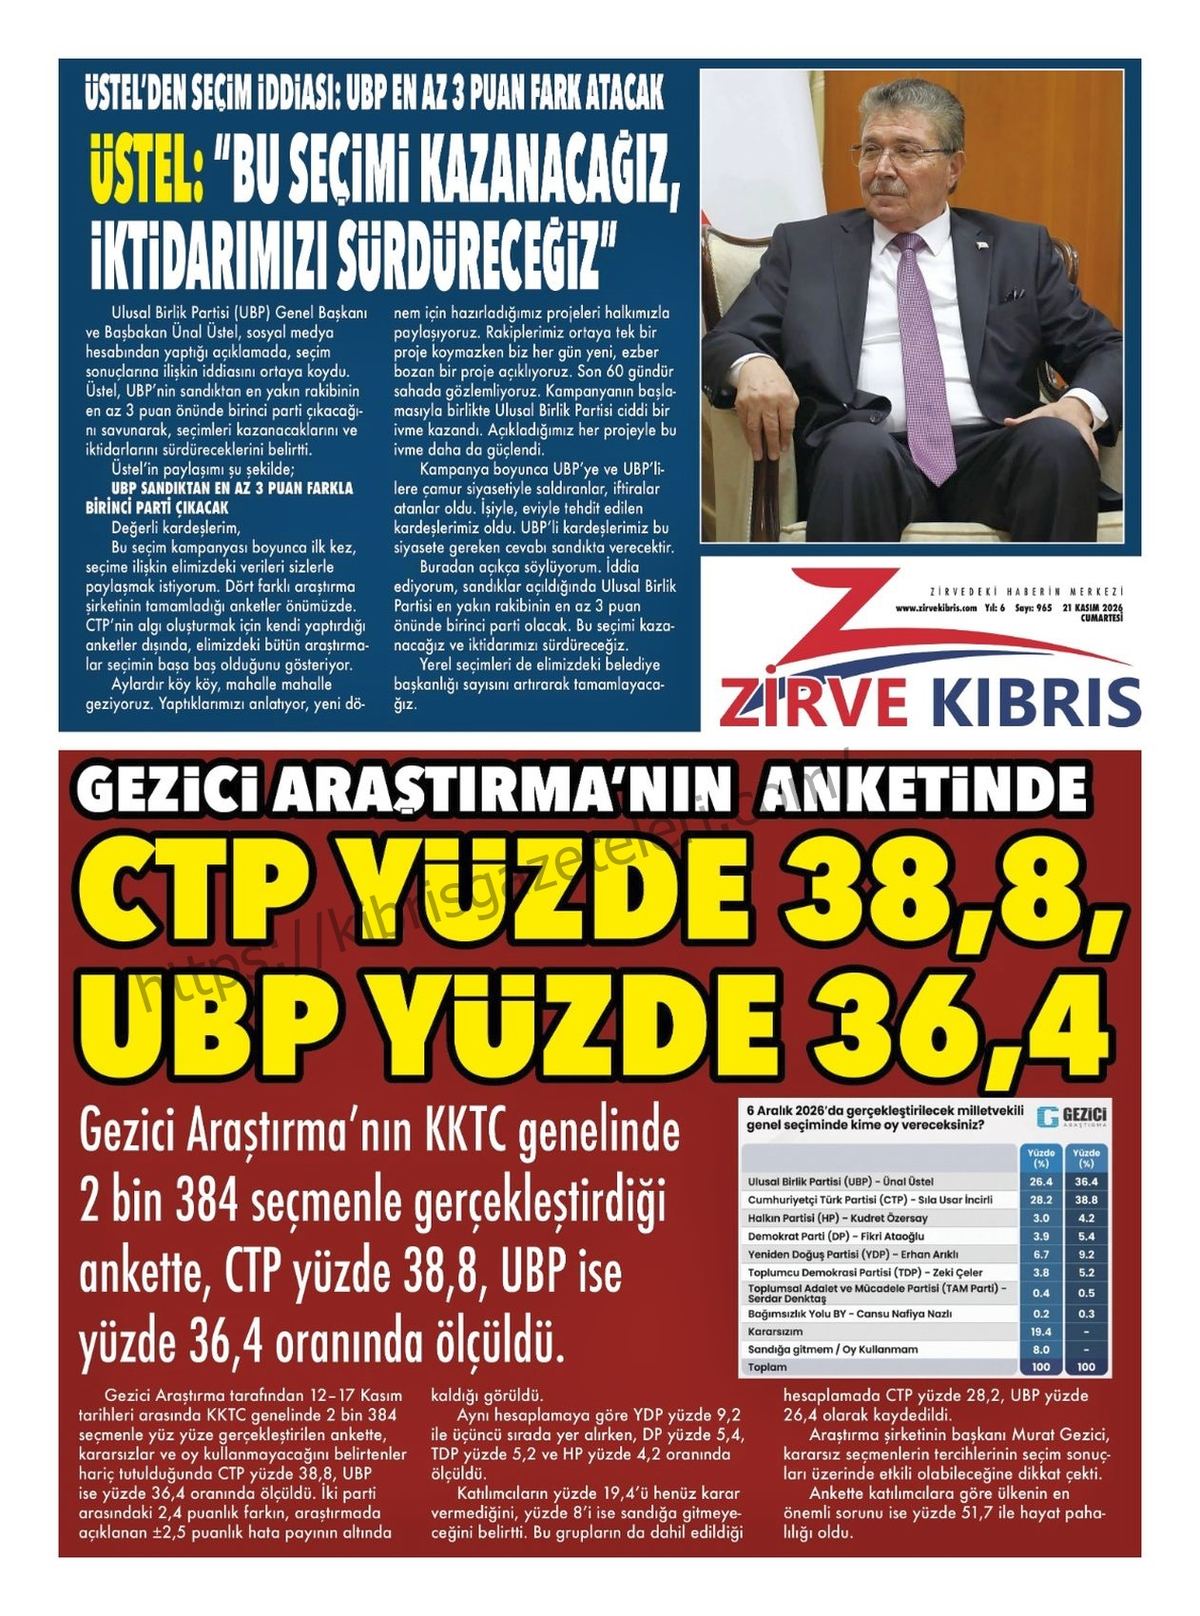 ÜSTEL'DEN SEÇİM İDDİASI: UBP EN AZ 3 PUAN FARK ATACAK
ÜSTEL: "BU SEÇİMİ KAZANACAĞIZ,
İKTİDARIMIZI SÜRDÜRECEĞİZ"
Ulusal Birlik Partisi (UBP) Genel Başkanı
ve Başbakan Ünal Üstel, sosyal medya
hesabından yaptığı açıklamada, seçim
sonuçlarına ilişkin iddiasını ortaya koydu.
Üstel, UBP'nin sandıktan en yakın rakibinin
en az 3 puan önünde birinci parti çıkacağı-
nı savunarak, seçimleri kazanacaklarını ve
iktidarlarını sürdüreceklerini belirtti.
Üstel'in paylaşımı şu şekilde;
UBP SANDIKTAN EN AZ 3 PUAN FARKLA
BİRİNCİ PARTİ ÇIKACAK
Değerli kardeşlerim,
Bu seçim kampanyası boyunca ilk kez,
seçime ilişkin elimizdeki verileri sizlerle
paylaşmak istiyorum. Dört farklı araştırma
şirketinin tamamladığı anketler önümüzde.
CTP'nin algı oluşturmak için kendi yaptırdığı
anketler dışında, elimizdeki bütün araştırma-
lar seçimin başa baş olduğunu gösteriyor.
Aylardır köy köy, mahalle mahalle
geziyoruz. Yaptıklarımızı anlatıyor, yeni dö-
nem için hazırladığımız projeleri halkımızla
paylaşıyoruz. Rakiplerimiz ortaya tek bir
proje koymazken biz her gün yeni, ezber
bozan bir proje açıklıyoruz. Son 60 gündür
sahada gözlemliyoruz. Kampanyanın başla-
masıyla birlikte Ulusal Birlik Partisi ciddi bir
ivme kazandı. Açıkladığımız her projeyle bu
ivme daha da güçlendi.
Kampanya boyunca UBP'ye ve UBP'li-
lere çamur siyasetiyle saldıranlar, iftiralar
atanlar oldu. İşiyle, eviyle tehdit edilen
kardeşlerimiz oldu. UBP'li kardeşlerimiz bu
siyasete gereken cevabı sandıkta verecektir.
Buradan açıkça söylüyorum. İddia
ediyorum, sandıklar açıldığında Ulusal Birlik
Partisi en yakın rakibinin en az 3 puan
önünde birinci parti olacak. Bu seçimi kaza-
nacağız ve iktidarımızı sürdüreceğiz.
Yerel seçimleri de elimizdeki belediye
başkanlığı sayısını artırarak tamamlayaca-
ğız.
ZİRVEDEKİ HABERİN MERKEZİ
www.zirvekibris.com Yıl: 6 Sayı: 965 21 KASIM 2026
CUMARTESİ
ZİRVE KIBRIS
GEZİCİ ARAŞTIRMA'NIN ANKETİNDE
CTP YÜZDE 38,8,
UBP YÜZDE 36,4
https://kibrisgazeteleri.com/
Gezici Araştırma'nın KKTC genelinde
2 bin 384 seçmenle gerçekleştirdiği
ankette, CTP yüzde 38,8, UBP ise
yüzde 36,4 oranında ölçüldü.
6 Aralık 2026'da gerçekleştirilecek milletvekili
genel seçiminde kime oy vereceksiniz?
G GEZİCİ
ARAŞTIRMA
Yüzde (%) Yüzde (%)
Ulusal Birlik Partisi (UBP) - Ünal Üstel 26.4 36.4
Cumhuriyetçi Türk Partisi (CTP) - Sıla Usar İncirli 28.2 38.8
Halkın Partisi (HP) – Kudret Özersay 3.0 4.2
Demokrat Parti (DP) - Fikri Ataoğlu 3.9 5.4
Yeniden Doğuş Partisi (YDP) - Erhan Arıklı 6.7 9.2
Toplumcu Demokrasi Partisi (TDP) - Zeki Çeler 3.8 5.2
Toplumsal Adalet ve Mücadele Partisi (TAM Parti) –
Serdar Denktaş 0.4 0.5
Bağımsızlık Yolu BY - Cansu Nafiya Nazlı 0.2 0.3
Kararsızım 19.4 -
Sandığa gitmem / Oy Kullanmam 8.0 -
Toplam 100 100
Gezici Araştırma tarafından 12–17 Kasım
tarihleri arasında KKTC genelinde 2 bin 384
seçmenle yüz yüze gerçekleştirilen ankette,
kararsızlar ve oy kullanmayacağını belirtenler
hariç tutulduğunda CTP yüzde 38,8, UBP
ise yüzde 36,4 oranında ölçüldü. İki parti
arasındaki 2,4 puanlık farkın, araştırmada
açıklanan ±2,5 puanlık hata payının altında
kaldığı görüldü.
Aynı hesaplamaya göre YDP yüzde 9,2
ile üçüncü sırada yer alırken, DP yüzde 5,4,
TDP yüzde 5,2 ve HP yüzde 4,2 oranında
ölçüldü.
Katılımcıların yüzde 19,4'ü henüz karar
vermediğini, yüzde 8'i ise sandığa gitmeye-
ceğini belirtti. Bu grupların da dahil edildiği
hesaplamada CTP yüzde 28,2, UBP yüzde
26,4 olarak kaydedildi.
Araştırma şirketinin başkanı Murat Gezici,
kararsız seçmenlerin tercihlerinin seçim sonuç-
ları üzerinde etkili olabileceğine dikkat çekti.
Ankette katılımcılara göre ülkenin en
önemli sorunu ise yüzde 51,7 ile hayat paha-
lılığı oldu.